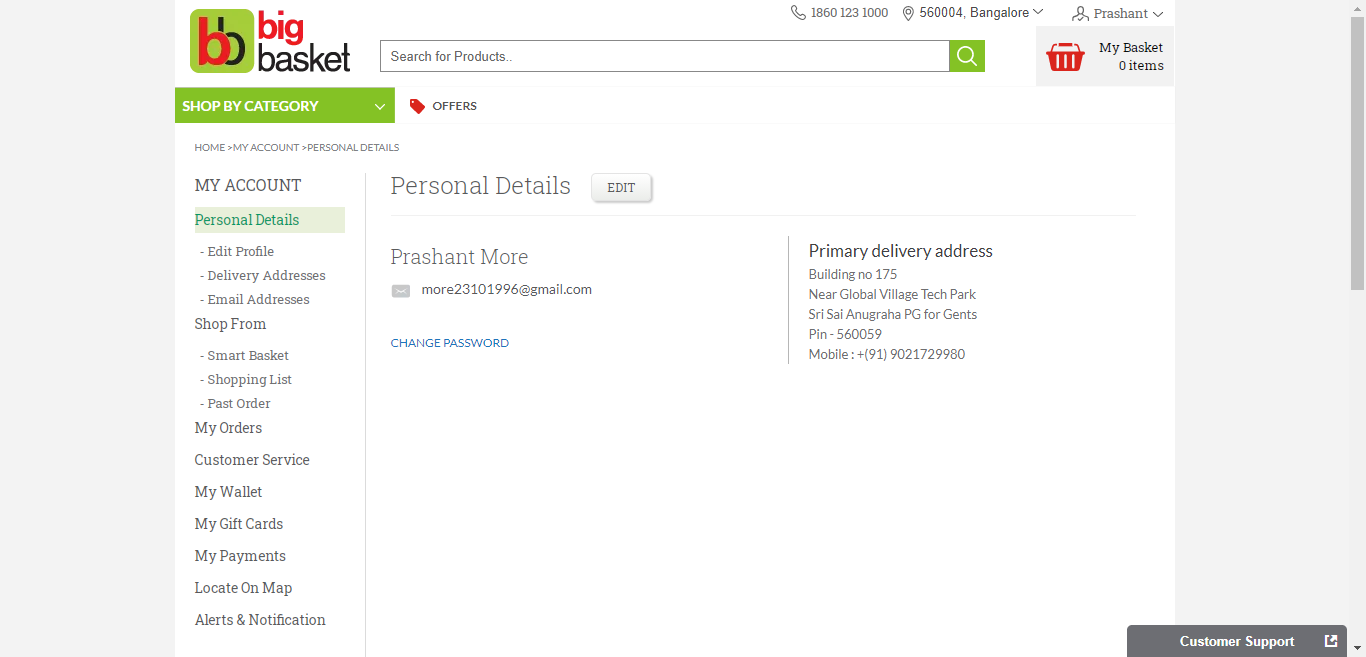 1860 123 1000
560004, Bangalore
Prashant
bb big basket
Search for Products..
My Basket
0 items
SHOP BY CATEGORY
OFFERS
HOME >MY ACCOUNT >PERSONAL DETAILS
MY ACCOUNT
Personal Details
- Edit Profile
- Delivery Addresses
- Email Addresses
Shop From
- Smart Basket
- Shopping List
- Past Order
My Orders
Customer Service
My Wallet
My Gift Cards
My Payments
Locate On Map
Alerts & Notification
Personal Details
EDIT
Prashant More
more23101996@gmail.com
CHANGE PASSWORD
Primary delivery address
Building no 175
Near Global Village Tech Park
Sri Sai Anugraha PG for Gents
Pin - 560059
Mobile : +(91) 9021729980
Customer Support